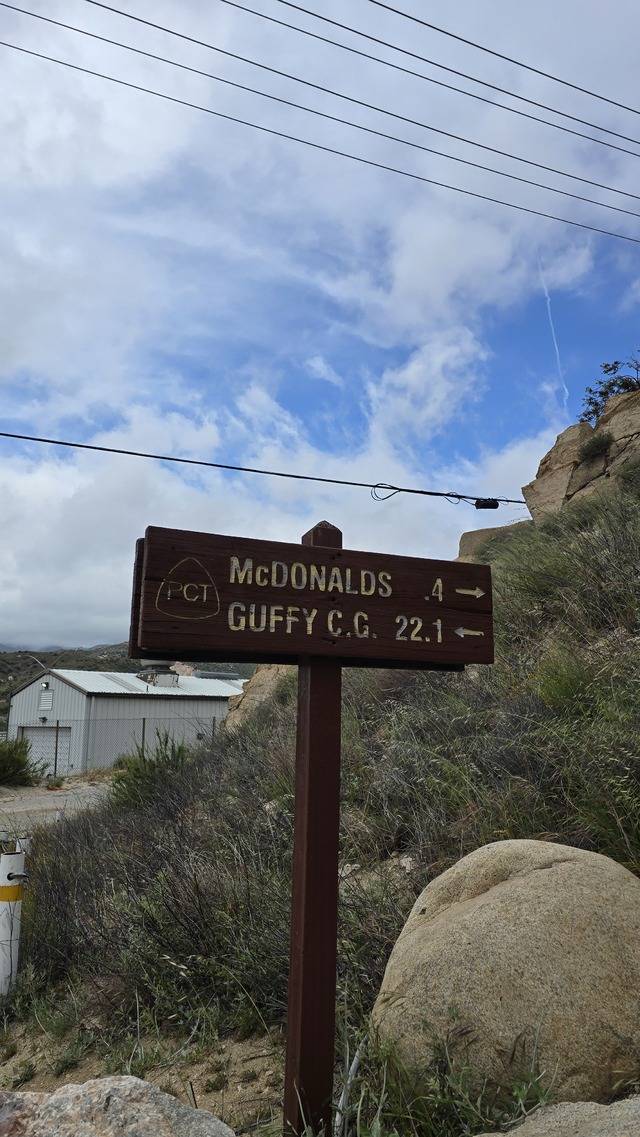 PCT
McDONALDS .4 →
GUFFY C.G. 22.1 ←